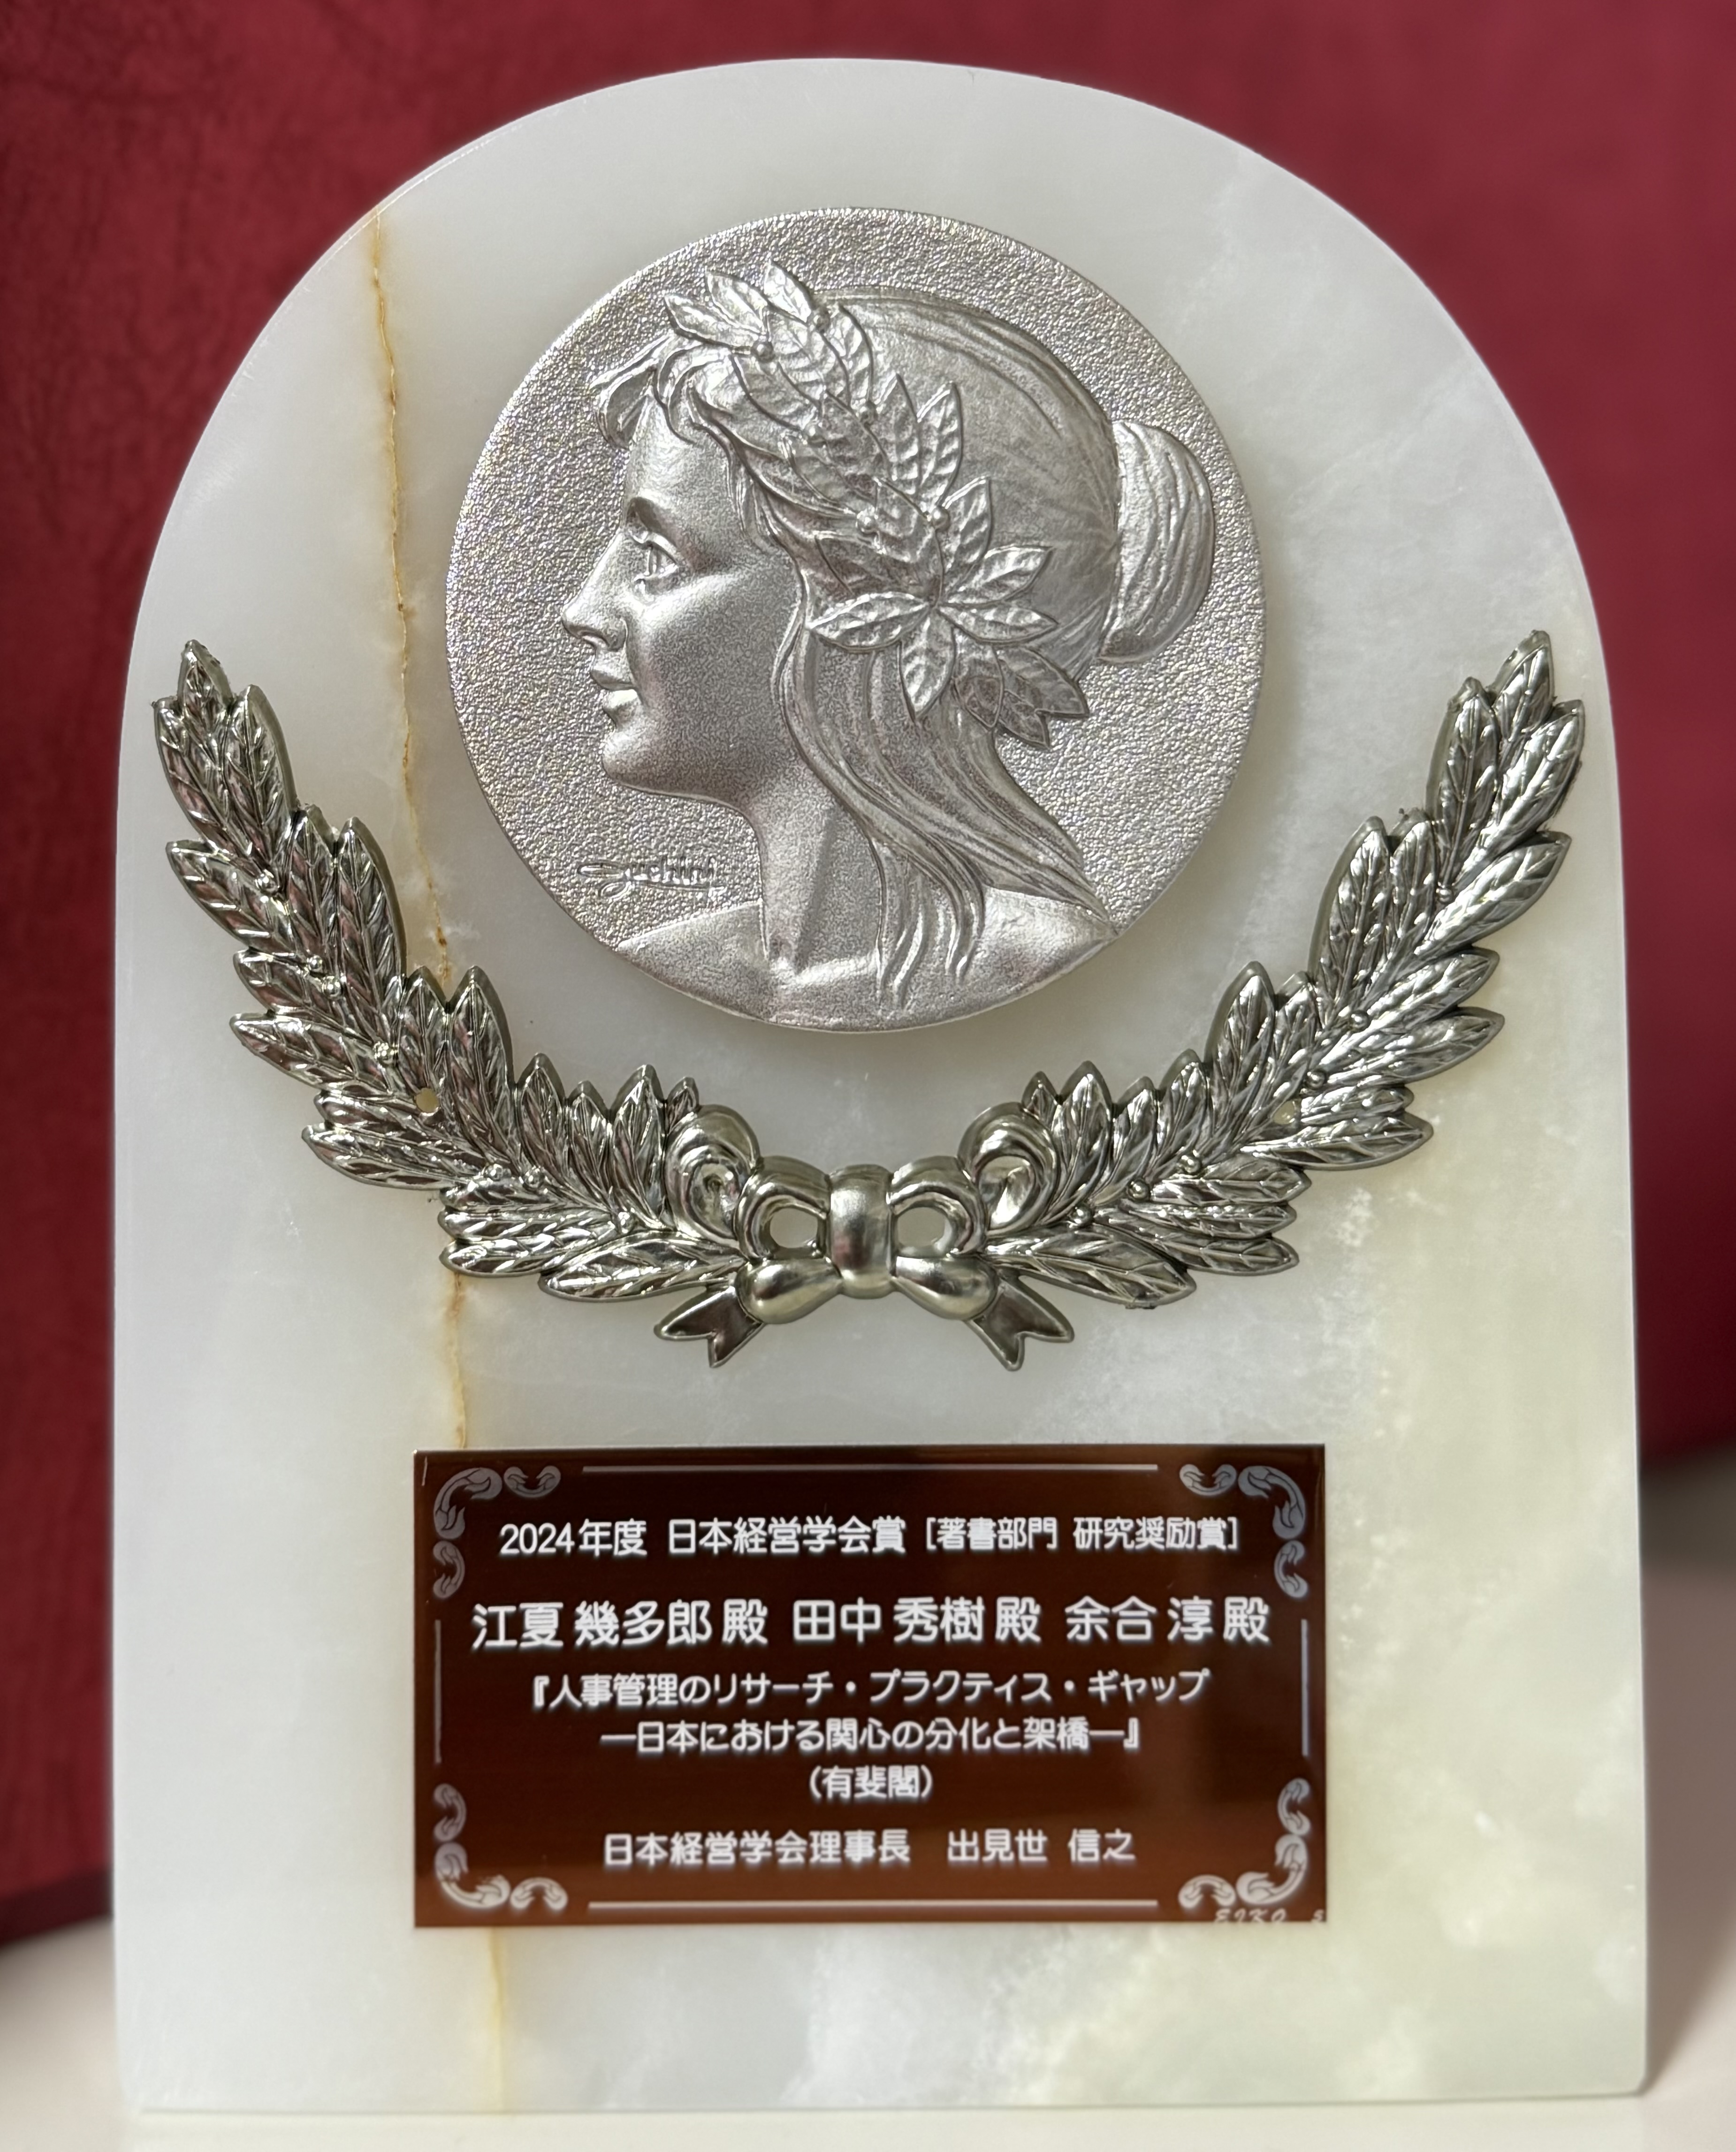 2024年度 日本経営学会賞 [著書部門 研究奨励賞]
江夏 幾多郎 殿 田中 秀樹 殿 余合 淳 殿
『人事管理のリサーチ・プラクティス・ギャップ
―日本における関心の分化と架橋―』
(有斐閣)
日本経営学会理事長 出見世 信之